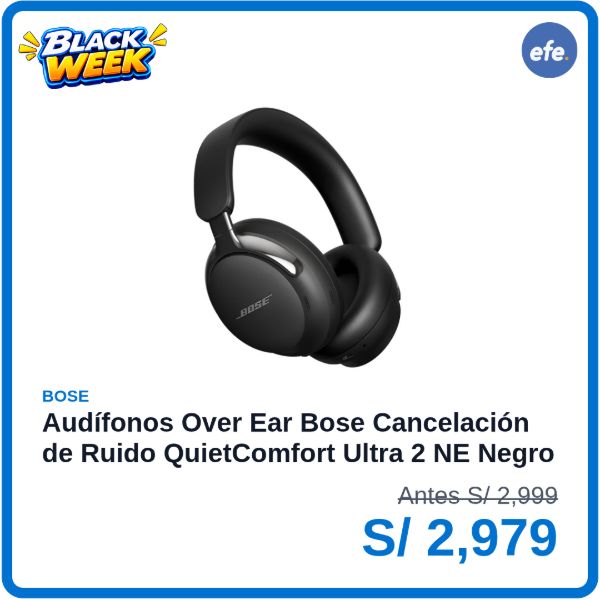 BLACK
WEEK
efe.
BOSE
BOSE
Audífonos Over Ear Bose Cancelación
de Ruido QuietComfort Ultra 2 NE Negro
Antes S/ 2,999
S/ 2,979